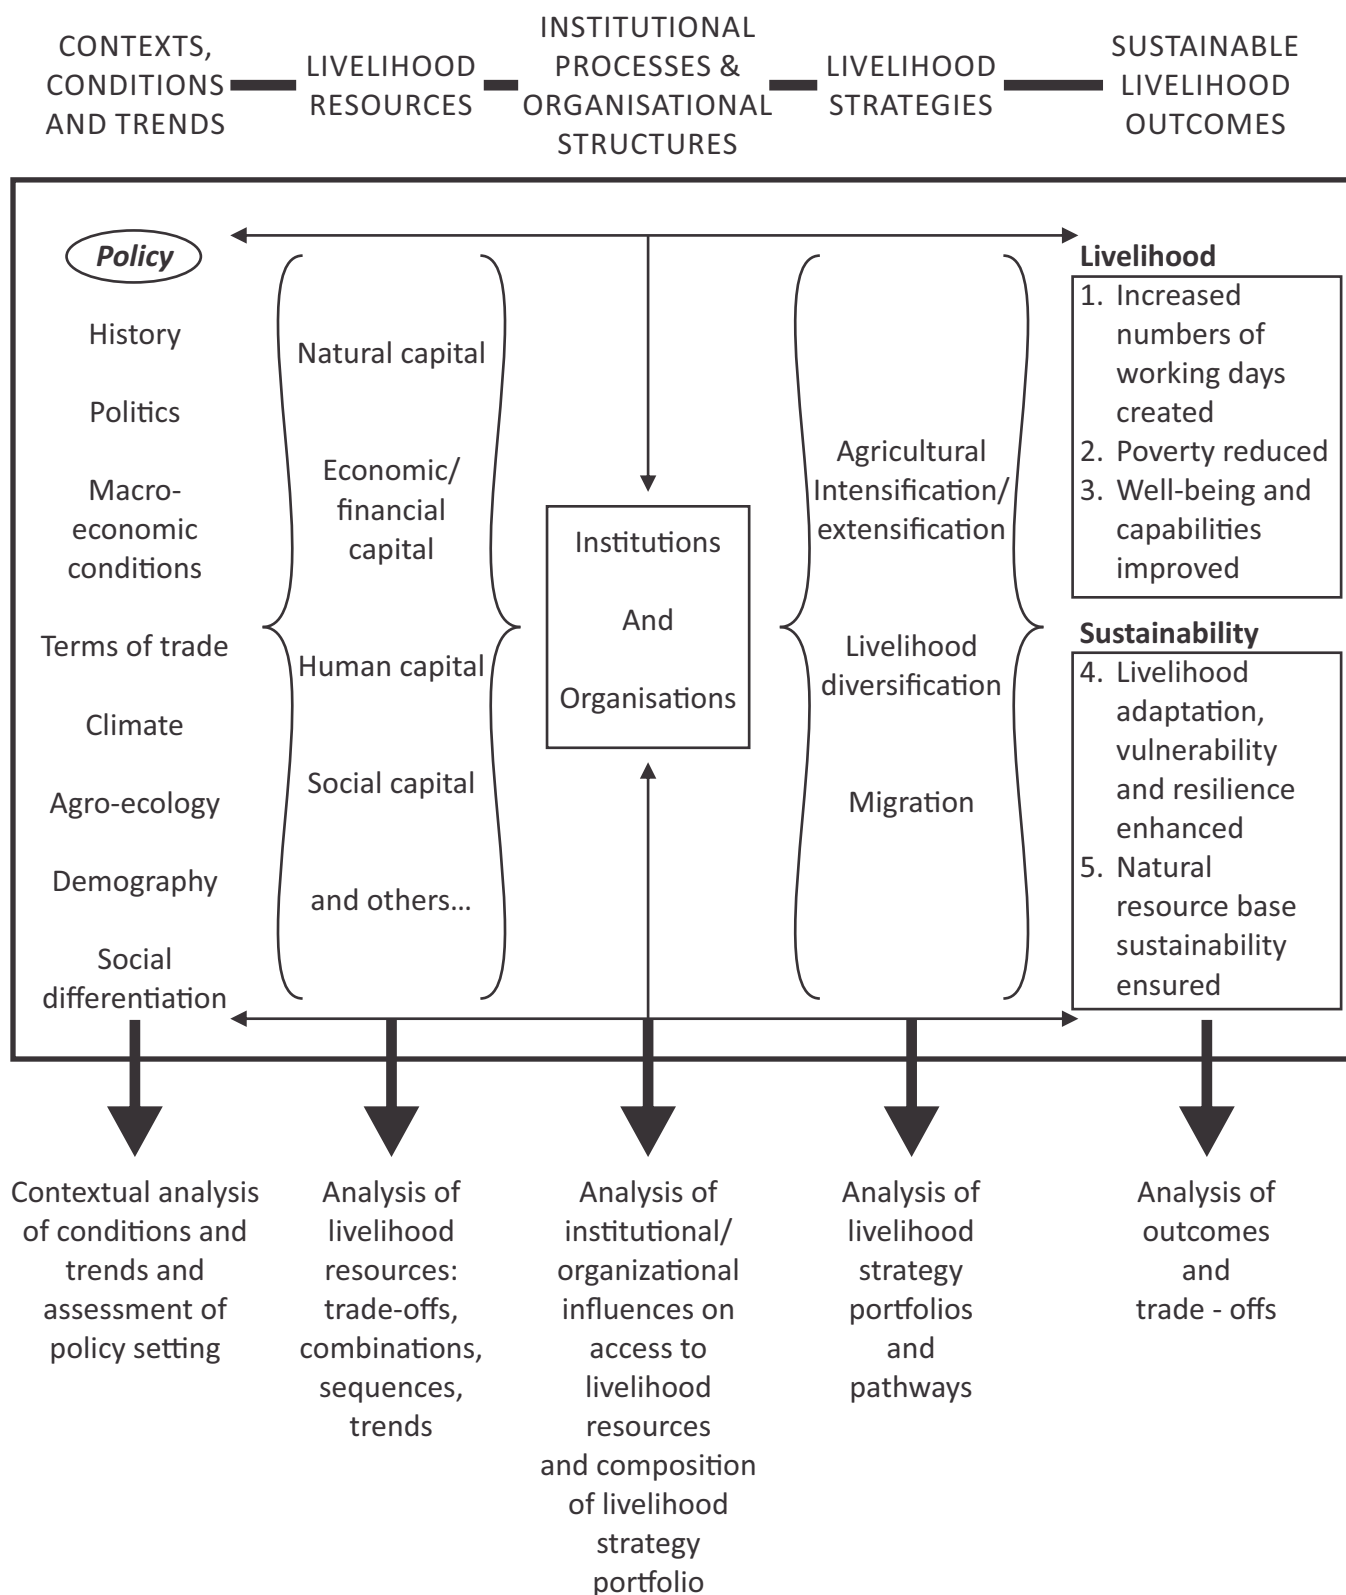 CONTEXTS,
CONDITIONS
AND TRENDS
LIVELIHOOD
RESOURCES
INSTITUTIONAL
PROCESSES &
ORGANISATIONAL
STRUCTURES
LIVELIHOOD
STRATEGIES
SUSTAINABLE
LIVELIHOOD
OUTCOMES
Policy
History
Politics
Macro-
economic
conditions
Terms of trade
Climate
Agro-ecology
Demography
Social
differentiation
Natural capital
Economic/
financial
capital
Human capital
Social capital
and others...
Institutions
And
Organisations
Agricultural
Intensification/
extensification
Livelihood
diversification
Migration
Livelihood
1. Increased
numbers of
working days
created
2. Poverty reduced
3. Well-being and
capabilities
improved
Sustainability
4. Livelihood
adaptation,
vulnerability
and resilience
enhanced
5. Natural
resource base
sustainability
ensured
Contextual analysis
of conditions and
trends and
assessment of
policy setting
Analysis of
livelihood
resources:
trade-offs,
combinations,
sequences,
trends
Analysis of
institutional/
organizational
influences on
access to
livelihood
resources
and composition
of livelihood
strategy
portfolio
Analysis of
livelihood
strategy
portfolios
and
pathways
Analysis of
outcomes
and
trade - offs